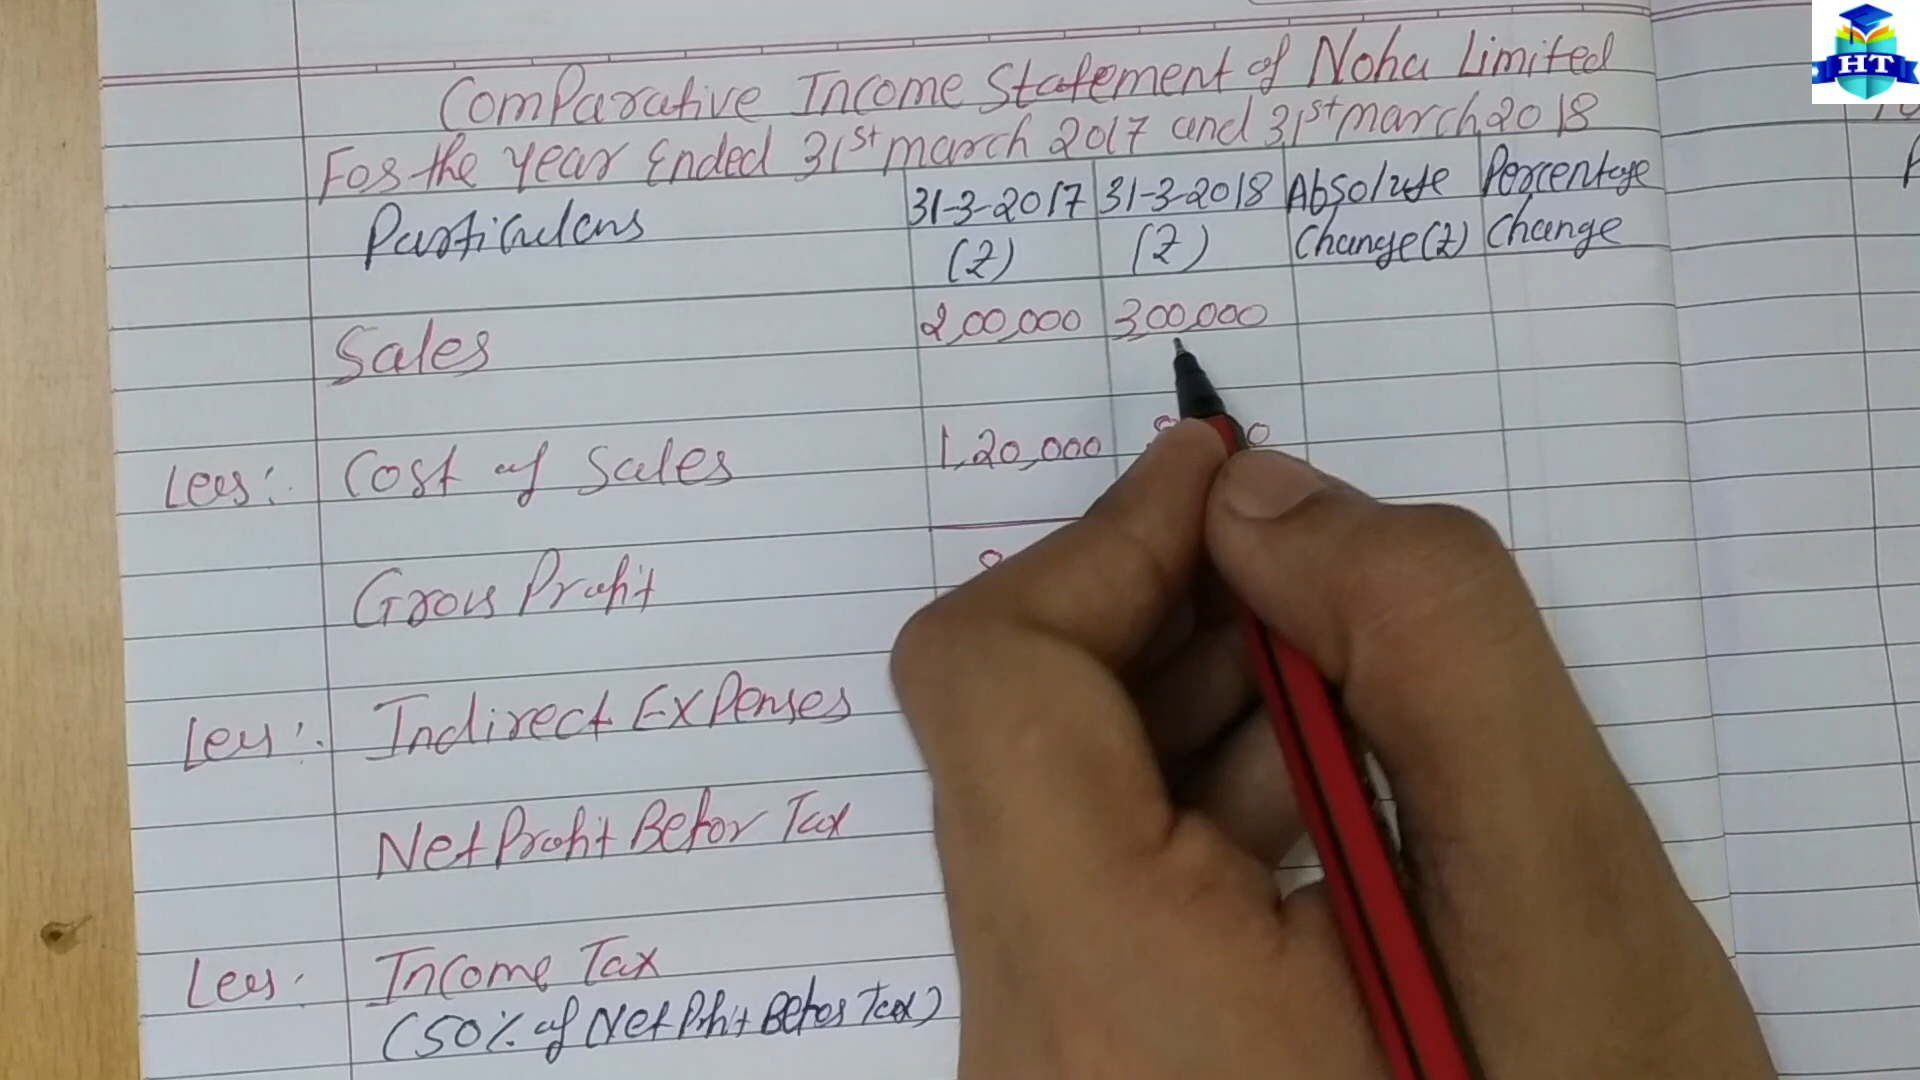 HT
Comparative Income Statement of Noha Limited
For the year Ended 31st march 2017 and 31st march 2018
Particulars 31-3-2017 (₹) 31-3-2018 (₹) Absolute Change (₹) Percentage Change
Sales 2,00,000 3,00,000
Less: Cost of Sales 1,20,000
Gross Profit
Less: Indirect Expenses
Net Profit Befor Tax
Less: Income Tax
(50% of Net Profit Befor Tax)